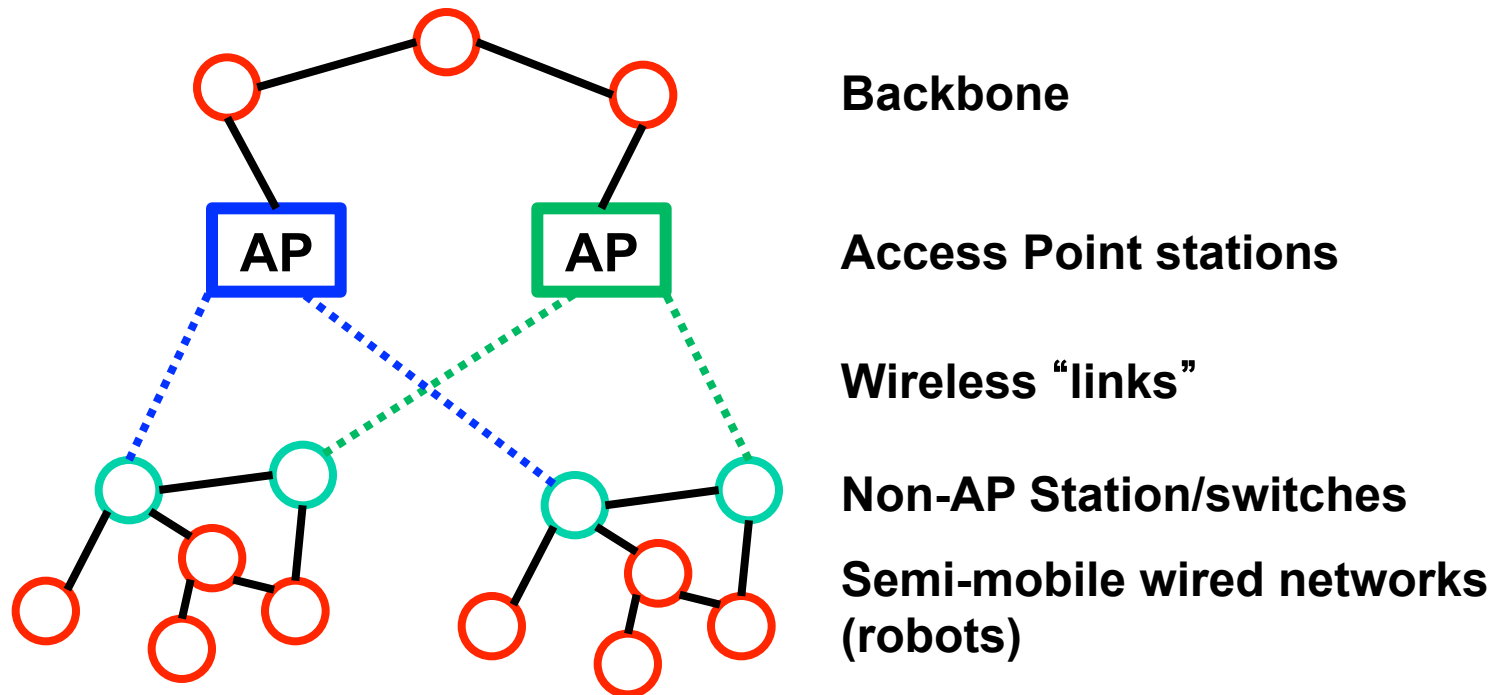 Backbone
AP
AP
Access Point stations
Wireless “links”
Non-AP Station/switches
Semi-mobile wired networks
(robots)